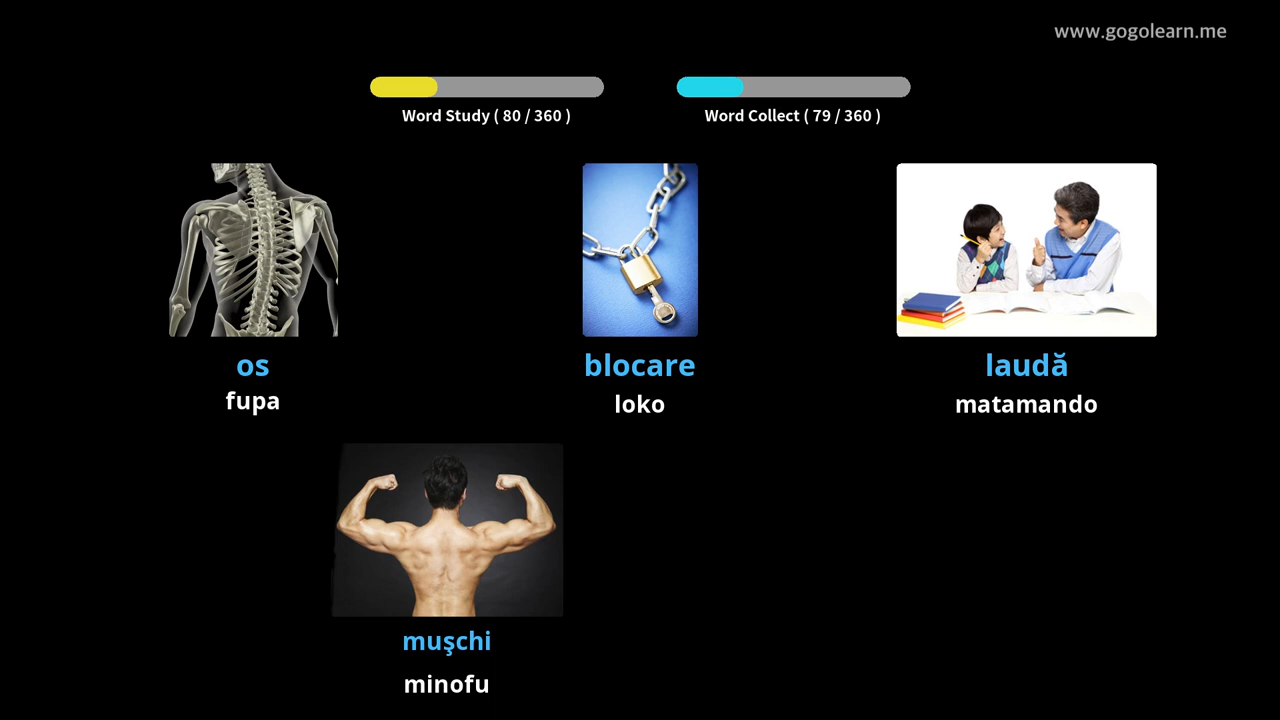 www.gogolearn.me
Word Study ( 80 / 360 )
Word Collect ( 79 / 360 )
os
fupa
blocare
loko
laudă
matamando
muşchi
minofu